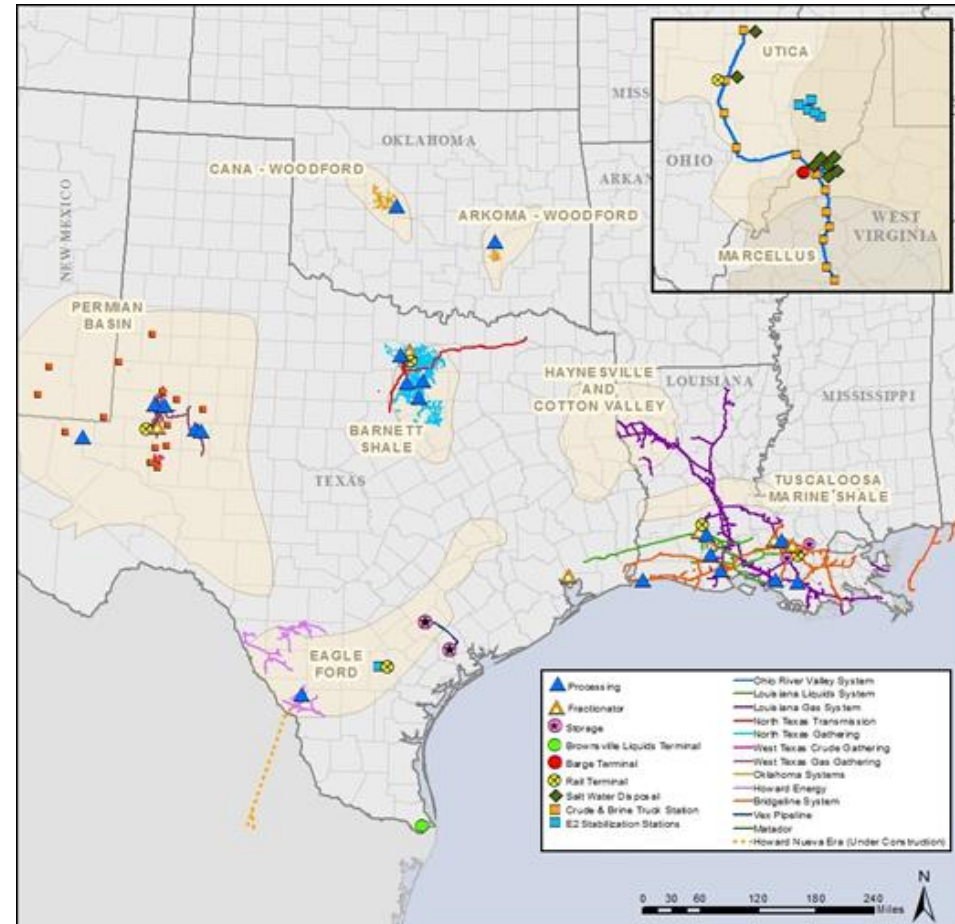 UTICA
OHIO
WEST
VIRGINIA
MARCELLUS
OKLAHOMA
CANA - WOODFORD
ARKOMA - WOODFORD
NEW MEXICO
PERMIAN
BASIN
HAYNESVILLE
AND
COTTON VALLEY
LOUISIANA
MISSISSIPPI
BARNETT
SHALE
TEXAS
TUSCALOOSA
MARINE SHALE
EAGLE
FORD
Processing
Fractionator
Storage
Brownsville Liquids Terminal
Barge Terminal
Rail Terminal
Salt Water Disposal
Crude & Brine Truck Station
E2 Stabilization Stations
Ohio River Valley System
Louisiana Liquids System
Louisiana Gas System
North Texas Transmission
North Texas Gathering
West Texas Crude Gathering
West Texas Gas Gathering
Oklahoma Systems
Howard Energy
Bridgeline System
Vex Pipeline
Matador
Howard Nueva Era (Under Construction)
N
0 30 60 120 180 240
Miles